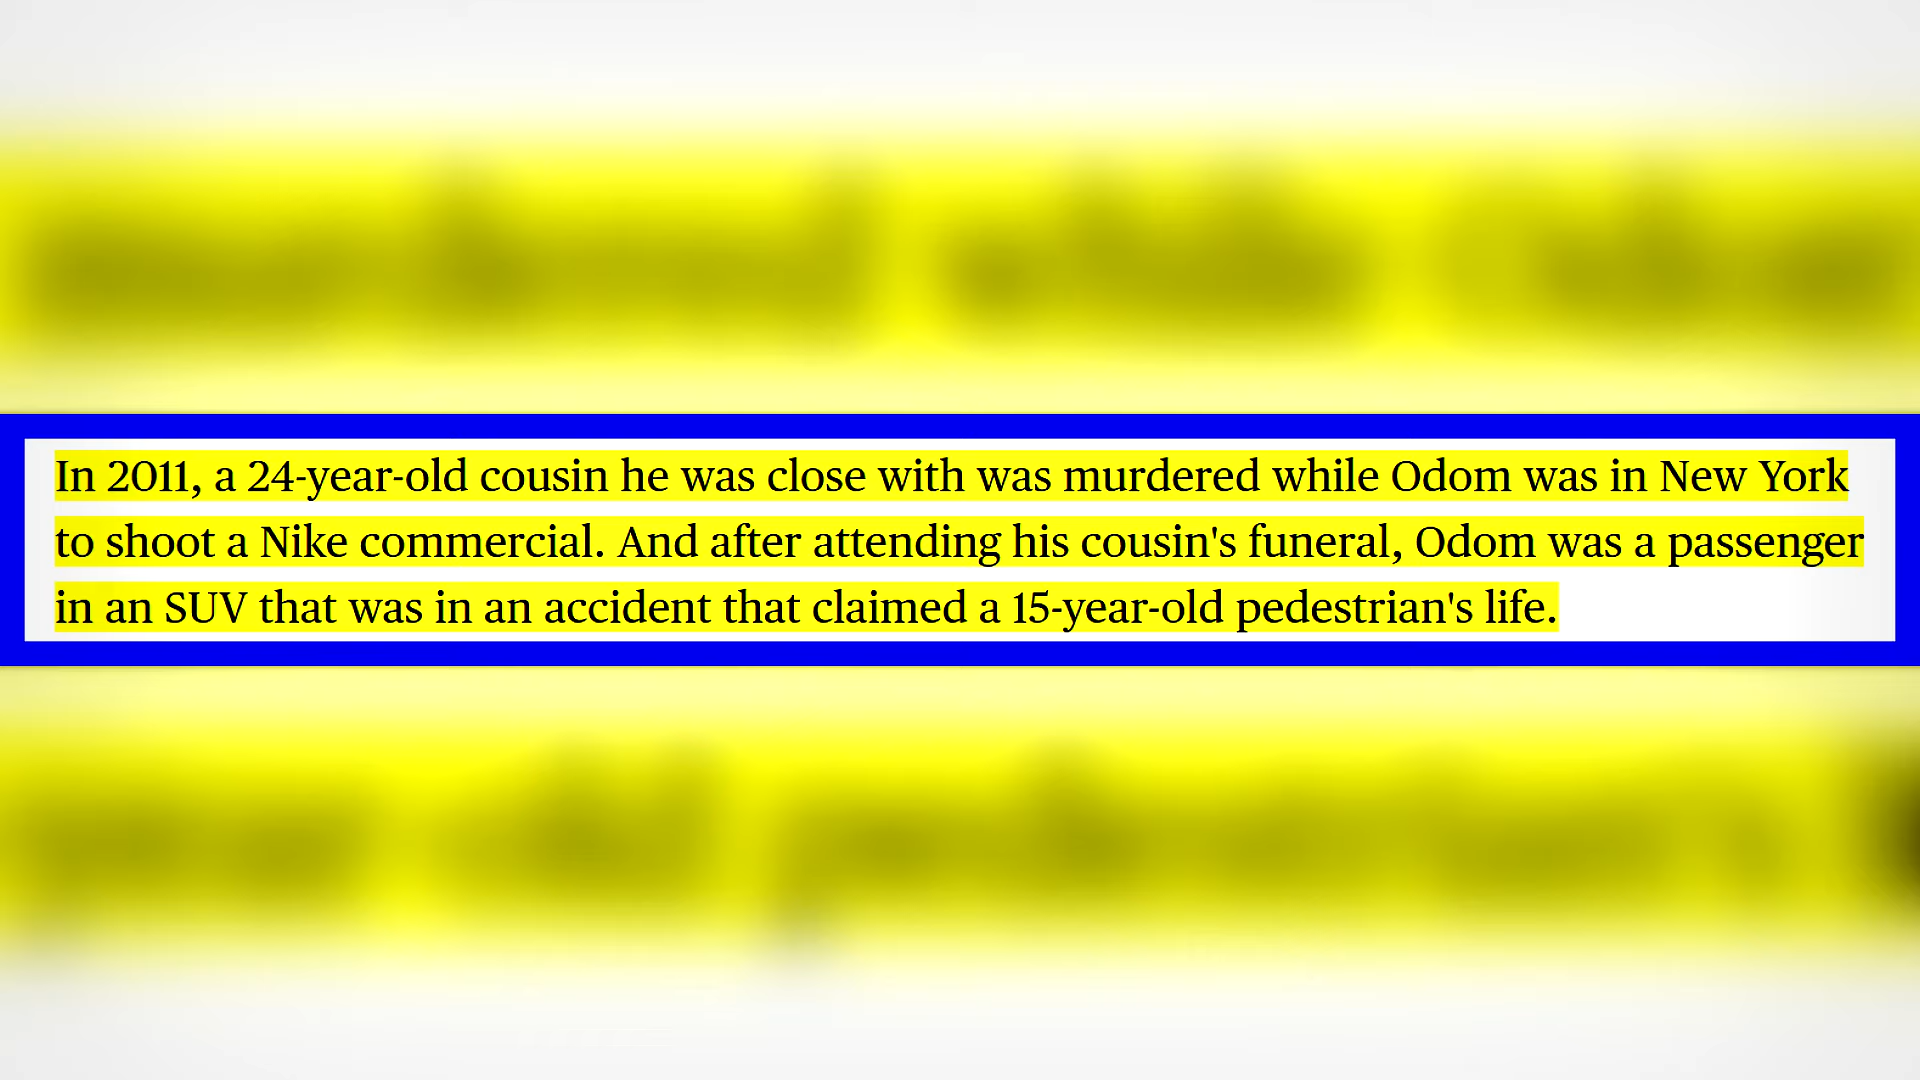 In 2011, a 24-year-old cousin he was close with was murdered while Odom was in New York
to shoot a Nike commercial. And after attending his cousin's funeral, Odom was a passenger
in an SUV that was in an accident that claimed a 15-year-old pedestrian's life.